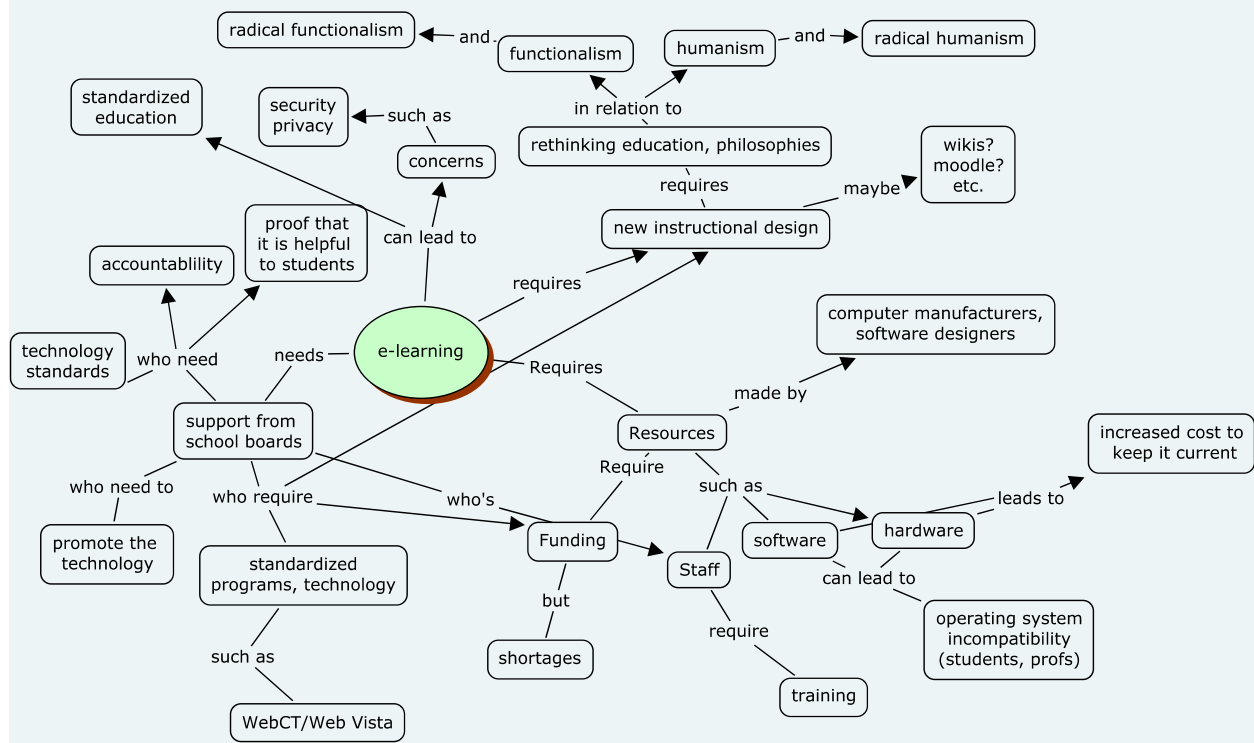 radical functionalism
and
functionalism
humanism
and
radical humanism
standardized
education
security
privacy
such as
concerns
in relation to
rethinking education, philosophies
requires
new instructional design
maybe
wikis?
moodle?
etc.
can lead to
proof that
it is helpful
to students
accountablility
technology
standards
who need
needs
e-learning
requires
Requires
computer manufacturers,
software designers
made by
Resources
support from
school boards
who need to
promote the
technology
who require
who's
standardized
programs, technology
such as
WebCT/Web Vista
Require
Funding
but
shortages
such as
Staff
require
training
software
hardware
leads to
increased cost to
keep it current
can lead to
operating system
incompatibility
(students, profs)